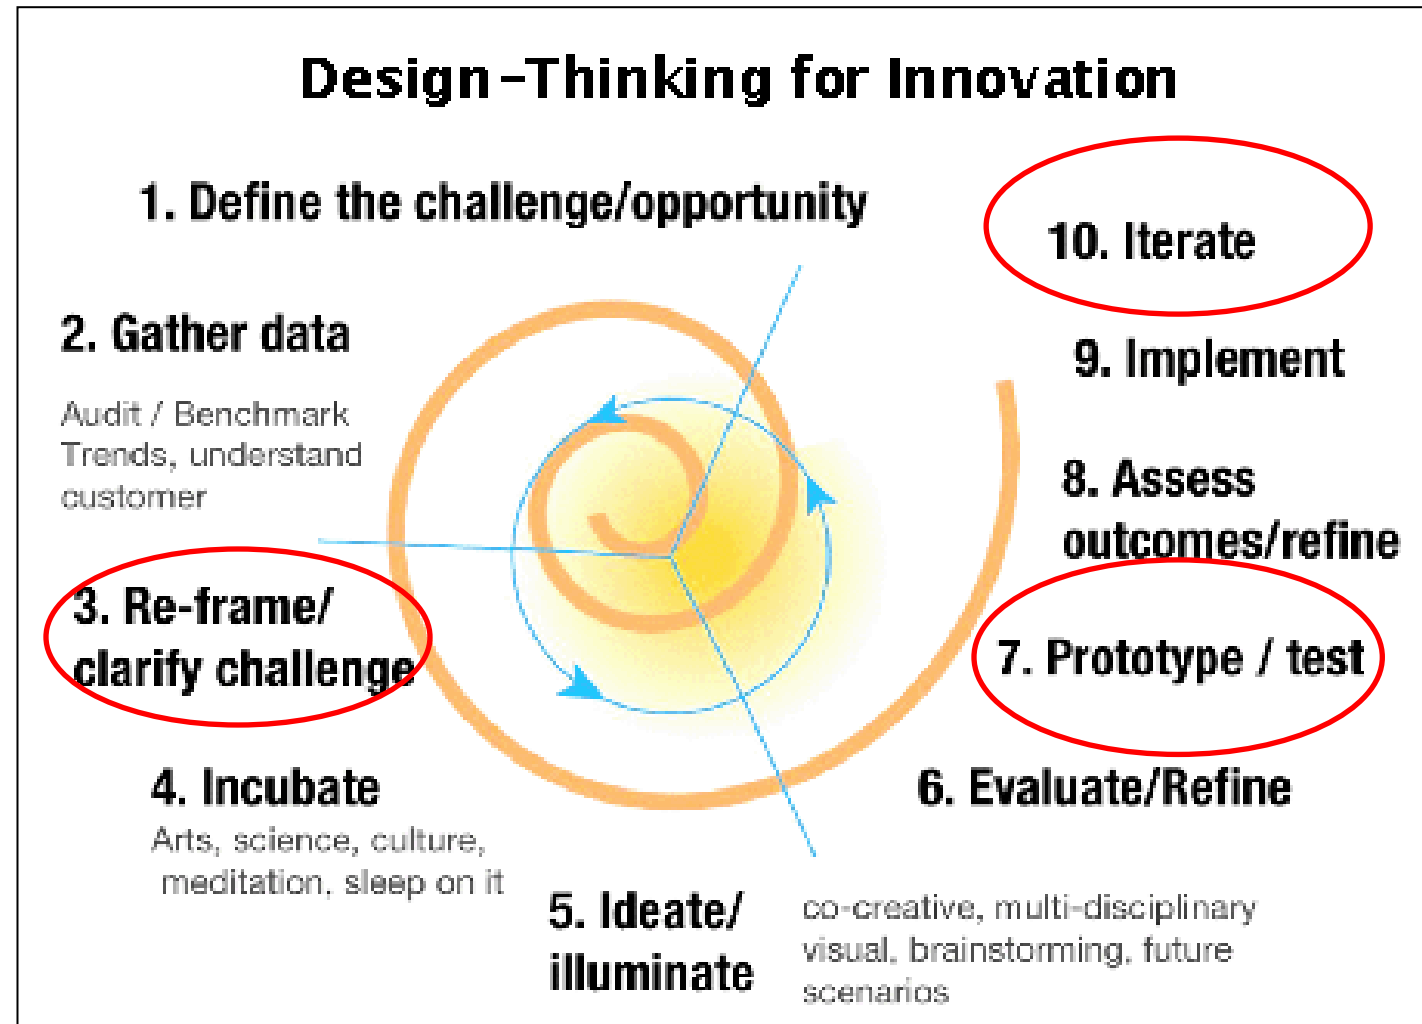 Design-Thinking for Innovation
1. Define the challenge/opportunity
2. Gather data
Audit / Benchmark
Trends, understand
customer
3. Re-frame/
clarify challenge
4. Incubate
Arts, science, culture,
meditation, sleep on it
5. Ideate/
illuminate
co-creative, multi-disciplinary
visual, brainstorming, future
scenarios
6. Evaluate/Refine
7. Prototype / test
8. Assess
outcomes/refine
9. Implement
10. Iterate